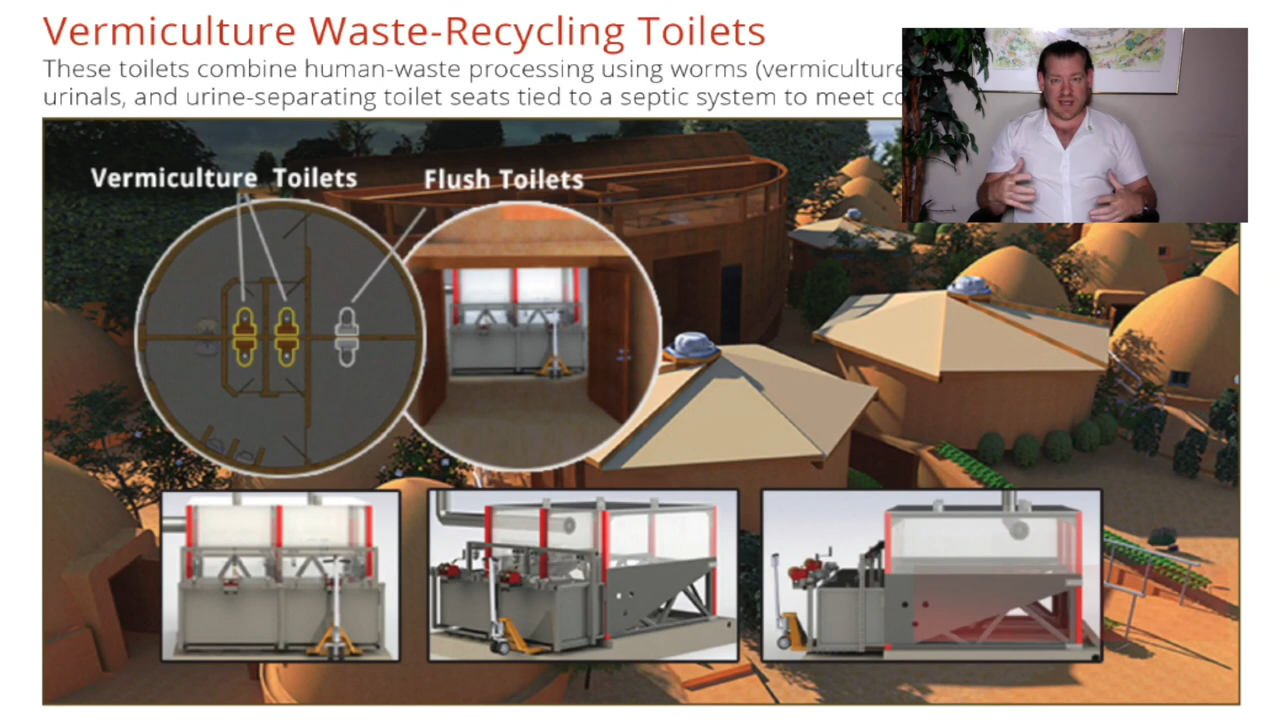 Vermiculture Waste-Recycling Toilets
These toilets combine human-waste processing using worms (vermiculture
urinals, and urine-separating toilet seats tied to a septic system to meet
Vermiculture Toilets
Flush Toilets